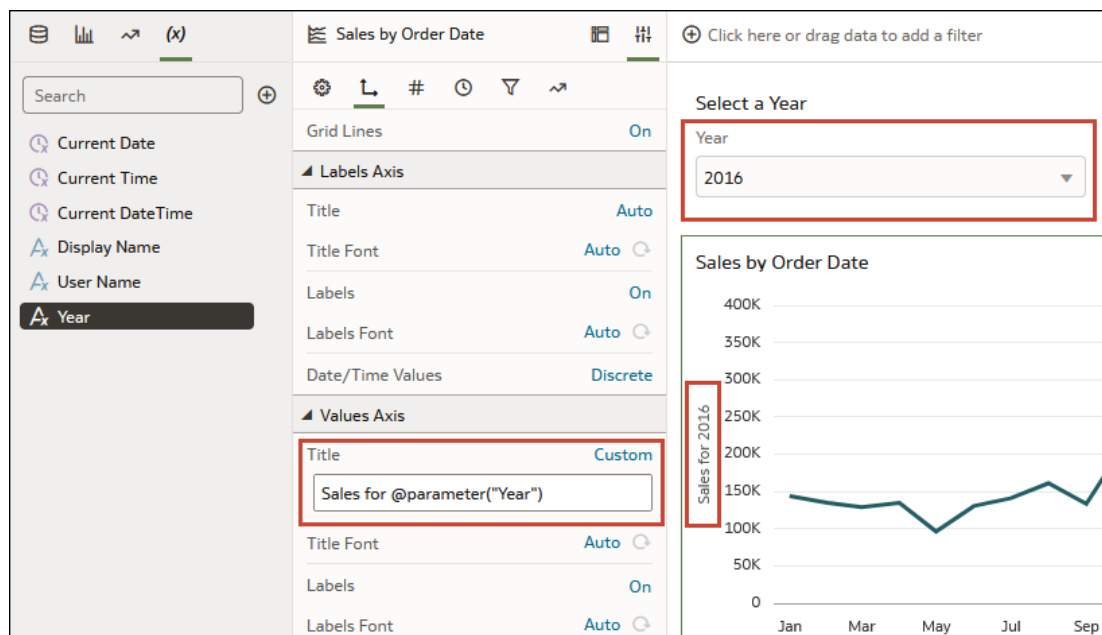 (x)
Search
Current Date
Current Time
Current DateTime
Display Name
User Name
Year
Sales by Order Date
Grid Lines On
Labels Axis
Title Auto
Title Font Auto
Labels On
Labels Font Auto
Date/Time Values Discrete
Values Axis
Title Custom
Sales for @parameter("Year")
Title Font Auto
Labels On
Labels Font Auto
Click here or drag data to add a filter
Select a Year
Year
2016
Sales by Order Date
Sales for 2016
400K
350K
300K
250K
200K
150K
100K
50K
0
Jan Mar May Jul Sep